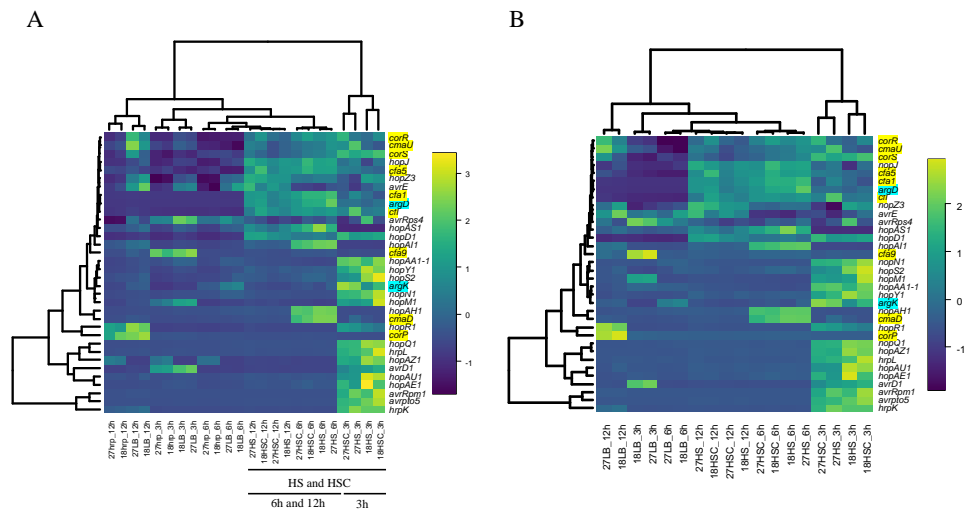 A
B
corR
cmaU
corS
hopJ
cfa5
hopZ3
avrE
cfa1
argD
cfl
avrRps4
hopAS1
hopD1
hopAI1
cfa9
hopAA1-1
hopY1
hopS2
argK
hopN1
hopM1
hopAH1
cmaD
hopR1
corP
hopQ1
hrpL
hopAZ1
avrD1
hopAU1
hopAE1
avrRpm1
avrpto5
hrpK
3
2
1
0
-1
27hrp_12h
18hrp_12h
27LB_12h
18LB_12h
27hrp_3h
18hrp_3h
18LB_3h
27LB_3h
27hrp_6h
18hrp_6h
27LB_6h
18LB_6h
27HS_12h
18HSC_12h
27HSC_12h
18HS_12h
27HSC_6h
18HSC_6h
18HS_6h
27HS_6h
27HSC_3h
27HS_3h
18HS_3h
18HSC_3h
HS and HSC
6h and 12h
3h
corR
cmaU
corS
hopJ
cfa5
cfa1
argD
cfl
hopZ3
avrE
avrRps4
hopAS1
hopD1
hopAI1
cfa9
hopN1
hopS2
hopM1
hopAA-1
hopY1
argK
hopAH1
cmaD
hopR1
corP
hopQ1
hopAZ1
hrpL
hopAU1
hopAE1
avrD1
avrRpm1
avrpto5
hrpK
2
1
0
-1
27LB_12h
18LB_12h
18LB_3h
27LB_3h
27LB_6h
18LB_6h
27HS_12h
18HSC_12h
27HSC_12h
18HS_12h
27HSC_6h
18HSC_6h
18HS_6h
27HS_6h
27HSC_3h
27HS_3h
18HS_3h
18HSC_3h